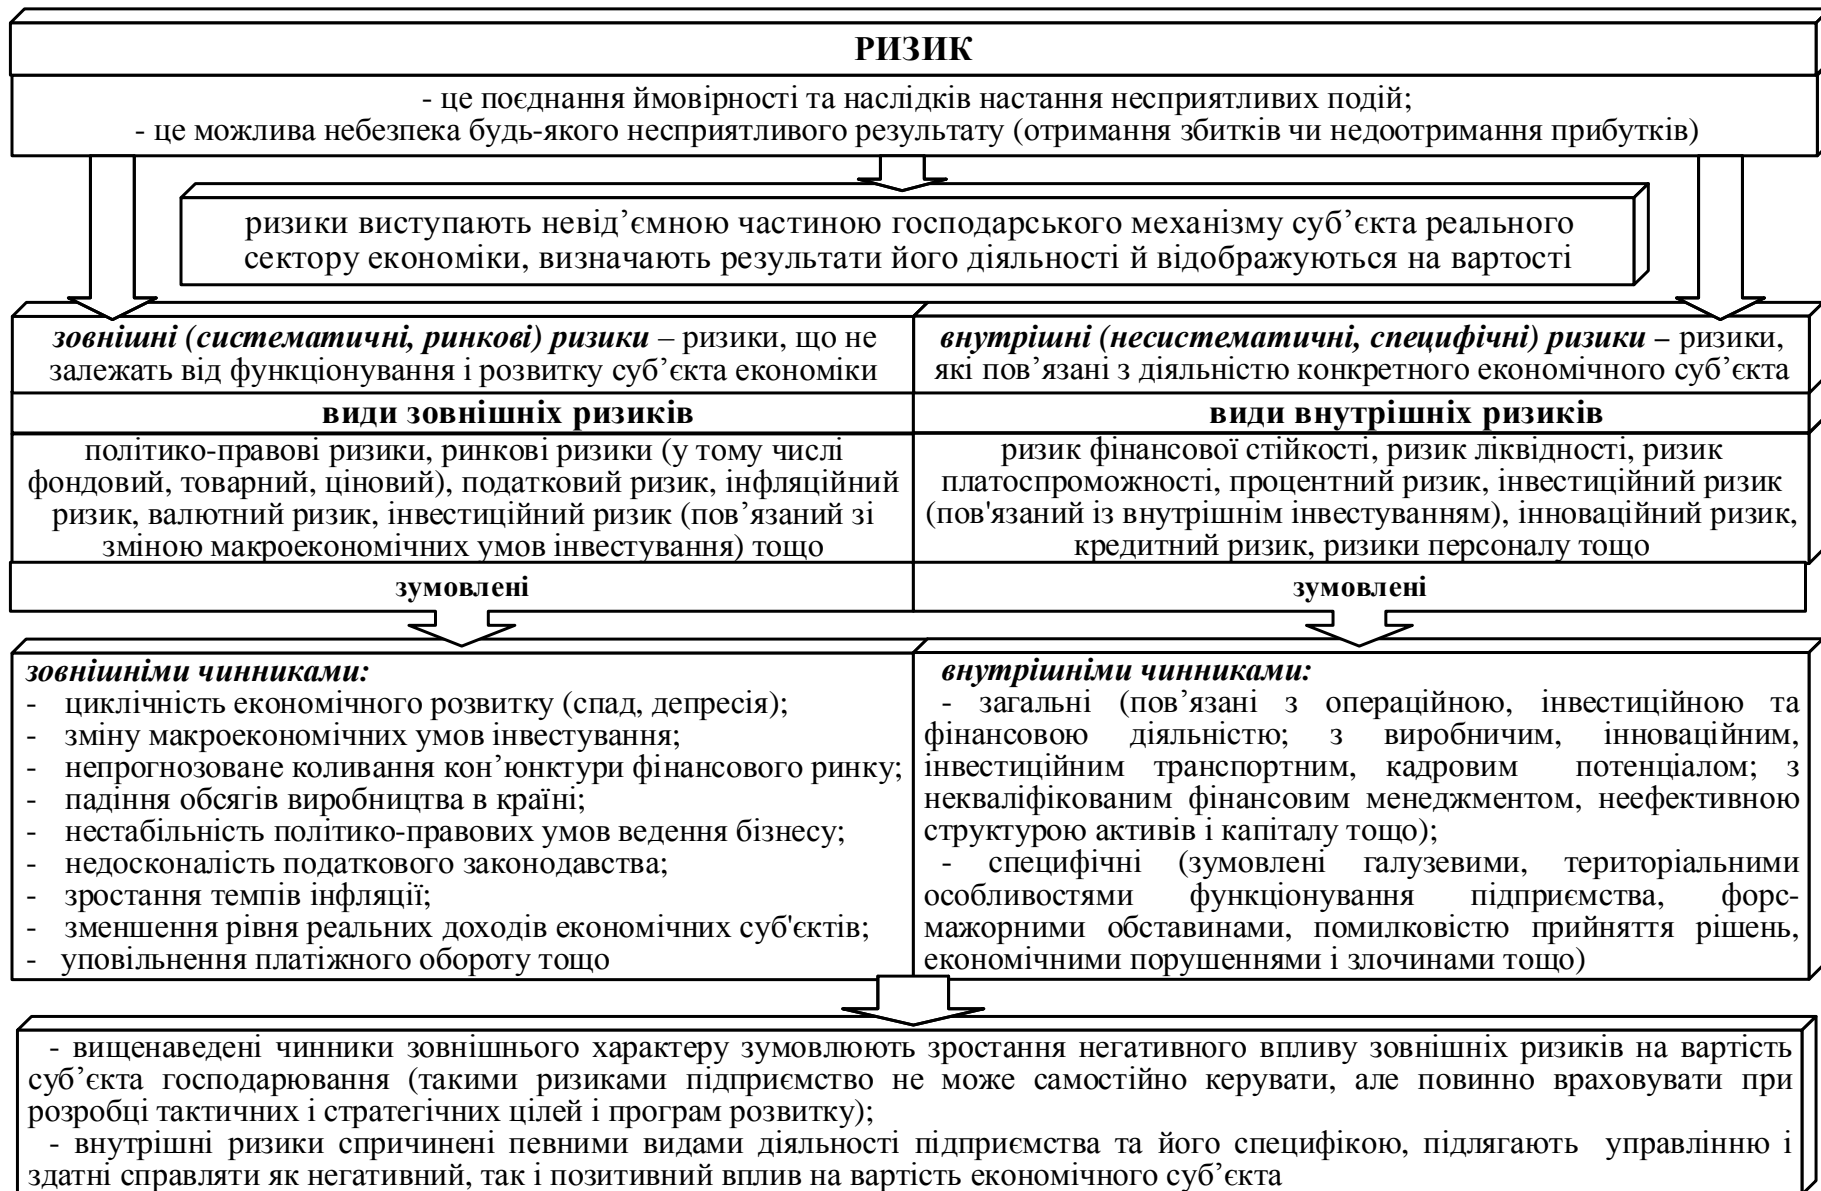 РИЗИК
- це поєднання ймовірності та наслідків настання несприятливих подій;
- це можлива небезпека будь-якого несприятливого результату (отримання збитків чи недоотримання прибутків)
ризики виступають невід’ємною частиною господарського механізму суб’єкта реального
сектору економіки, визначають результати його діяльності й відображуються на вартості
зовнішні (систематичні, ринкові) ризики – ризики, що не
залежать від функціонування і розвитку суб’єкта економіки
види зовнішніх ризиків
політико-правові ризики, ринкові ризики (у тому числі
фондовий, товарний, ціновий), податковий ризик, інфляційний
ризик, валютний ризик, інвестиційний ризик (пов’язаний зі
зміною макроекономічних умов інвестування) тощо
зумовлені
внутрішні (несистематичні, специфічні) ризики – ризики,
які пов’язані з діяльністю конкретного економічного суб’єкта
види внутрішніх ризиків
ризик фінансової стійкості, ризик ліквідності, ризик
платоспроможності, процентний ризик, інвестиційний ризик
(пов'язаний із внутрішнім інвестуванням), інноваційний ризик,
кредитний ризик, ризики персоналу тощо
зумовлені
зовнішніми чинниками:
- циклічність економічного розвитку (спад, депресія);
- зміну макроекономічних умов інвестування;
- непрогнозоване коливання кон’юнктури фінансового ринку;
- падіння обсягів виробництва в країні;
- нестабільність політико-правових умов ведення бізнесу;
- недосконалість податкового законодавства;
- зростання темпів інфляції;
- зменшення рівня реальних доходів економічних суб'єктів;
- уповільнення платіжного обороту тощо
внутрішніми чинниками:
- загальні (пов’язані з операційною, інвестиційною та
фінансовою діяльністю; з виробничим, інноваційним,
інвестиційним транспортним, кадровим потенціалом; з
некваліфікованим фінансовим менеджментом, неефективною
структурою активів і капіталу тощо);
- специфічні (зумовлені галузевими, територіальними
особливостями функціонування підприємства, форс-
мажорними обставинами, помилковістю прийняття рішень,
економічними порушеннями і злочинами тощо)
- вищенаведені чинники зовнішнього характеру зумовлюють зростання негативного впливу зовнішніх ризиків на вартість
суб’єкта господарювання (такими ризиками підприємство не може самостійно керувати, але повинно враховувати при
розробці тактичних і стратегічних цілей і програм розвитку);
- внутрішні ризики спричинені певними видами діяльності підприємства та його специфікою, підлягають управлінню і
здатні справляти як негативний, так і позитивний вплив на вартість економічного суб’єкта